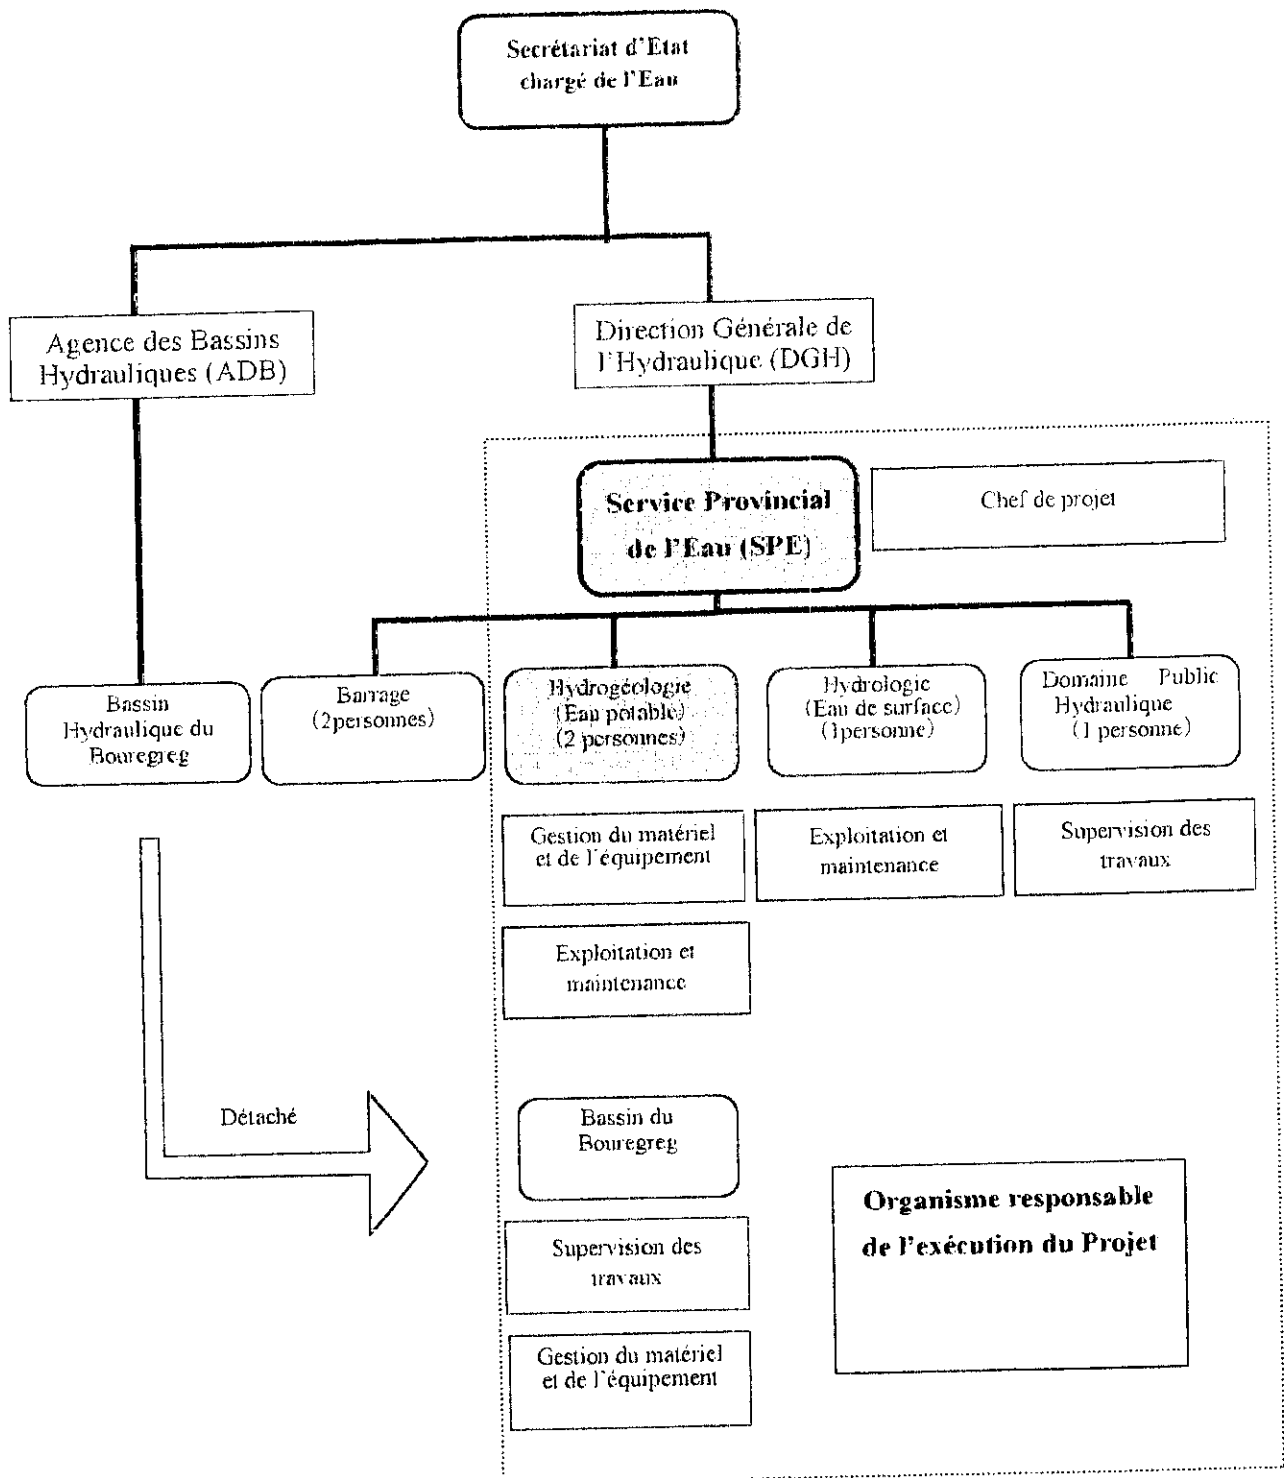 Secrétariat d'Etat
chargé de l'Eau
Agence des Bassins
Hydrauliques (ADB)
Direction Générale de
l'Hydraulique (DGH)
Service Provincial
de l'Eau (SPE)
Chef de projet
Bassin
Hydraulique du
Bouregreg
Barrage
(2personnes)
Hydrogéologie
(Eau potable)
(2 personnes)
Hydrologie
(Eau de surface)
(1personne)
Domaine Public
Hydraulique
(1 personne)
Gestion du matériel
et de l'équipement
Exploitation et
maintenance
Supervision des
travaux
Exploitation et
maintenance
Détaché
Bassin du
Bouregreg
Supervision des
travaux
Gestion du matériel
et de l'équipement
Organisme responsable
de l'exécution du Projet